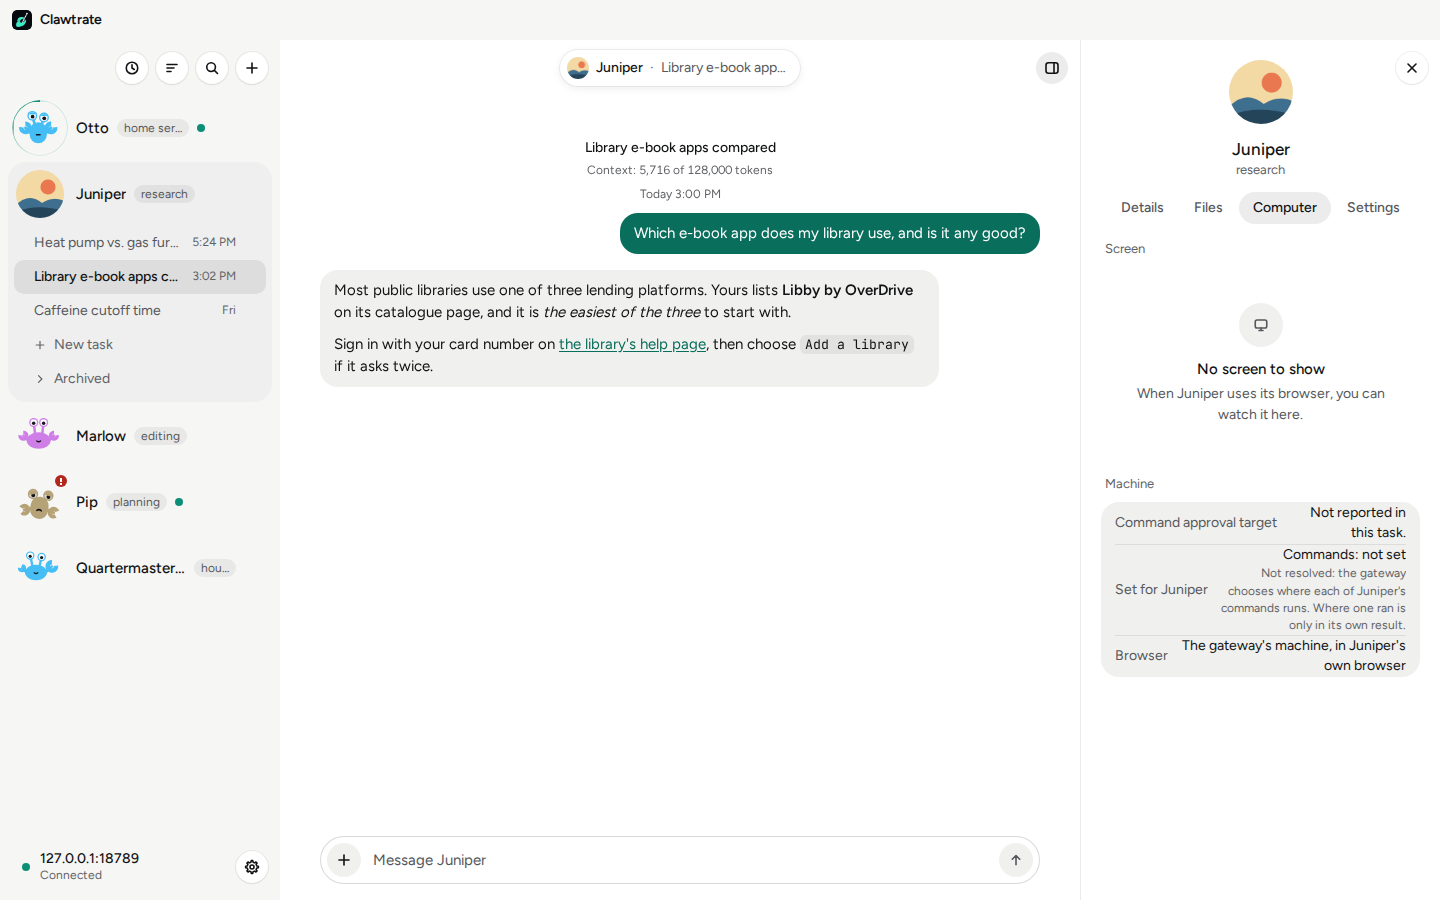 Clawtrate
Otto
home ser...
Juniper
research
Heat pump vs. gas fur...
5:24 PM
Library e-book apps c...
3:02 PM
Caffeine cutoff time
Fri
New task
Archived
Marlow
editing
Pip
planning
Quartermaster...
hou...
127.0.0.1:18789
Connected
Juniper · Library e-book app...
Library e-book apps compared
Context: 5,716 of 128,000 tokens
Today 3:00 PM
Which e-book app does my library use, and is it any good?
Most public libraries use one of three lending platforms. Yours lists Libby by OverDrive
on its catalogue page, and it is the easiest of the three to start with.
Sign in with your card number on the library's help page, then choose Add a library
if it asks twice.
Message Juniper
Juniper
research
Details
Files
Computer
Settings
Screen
No screen to show
When Juniper uses its browser, you can
watch it here.
Machine
Command approval target
Not reported in
this task.
Set for Juniper
Commands: not set
Not resolved: the gateway
chooses where each of Juniper's
commands runs. Where one ran is
only in its own result.
Browser
The gateway's machine, in Juniper's
own browser